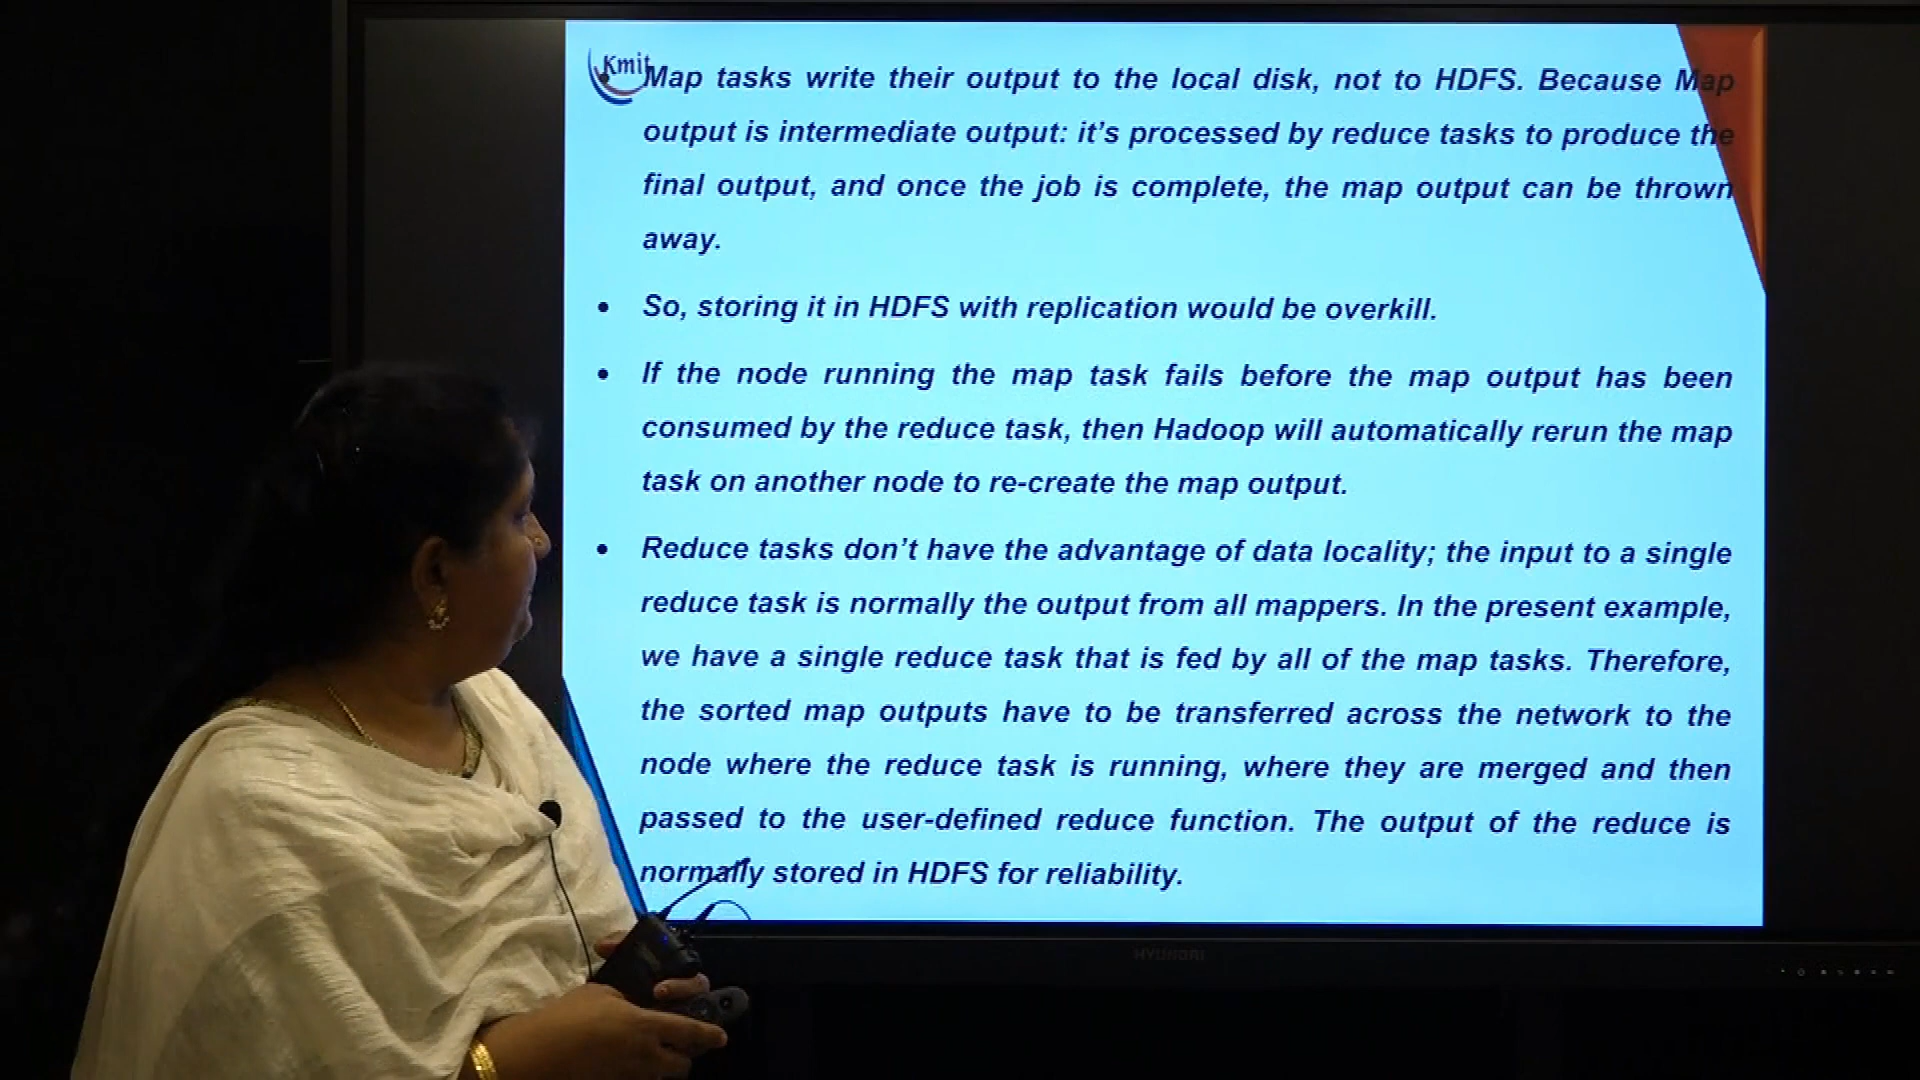 Kmit
Map tasks write their output to the local disk, not to HDFS. Because Map
output is intermediate output: it’s processed by reduce tasks to produce the
final output, and once the job is complete, the map output can be thrown
away.
• So, storing it in HDFS with replication would be overkill.
• If the node running the map task fails before the map output has been
consumed by the reduce task, then Hadoop will automatically rerun the map
task on another node to re-create the map output.
• Reduce tasks don’t have the advantage of data locality; the input to a single
reduce task is normally the output from all mappers. In the present example,
we have a single reduce task that is fed by all of the map tasks. Therefore,
the sorted map outputs have to be transferred across the network to the
node where the reduce task is running, where they are merged and then
passed to the user-defined reduce function. The output of the reduce is
normally stored in HDFS for reliability.
HYUNDAI